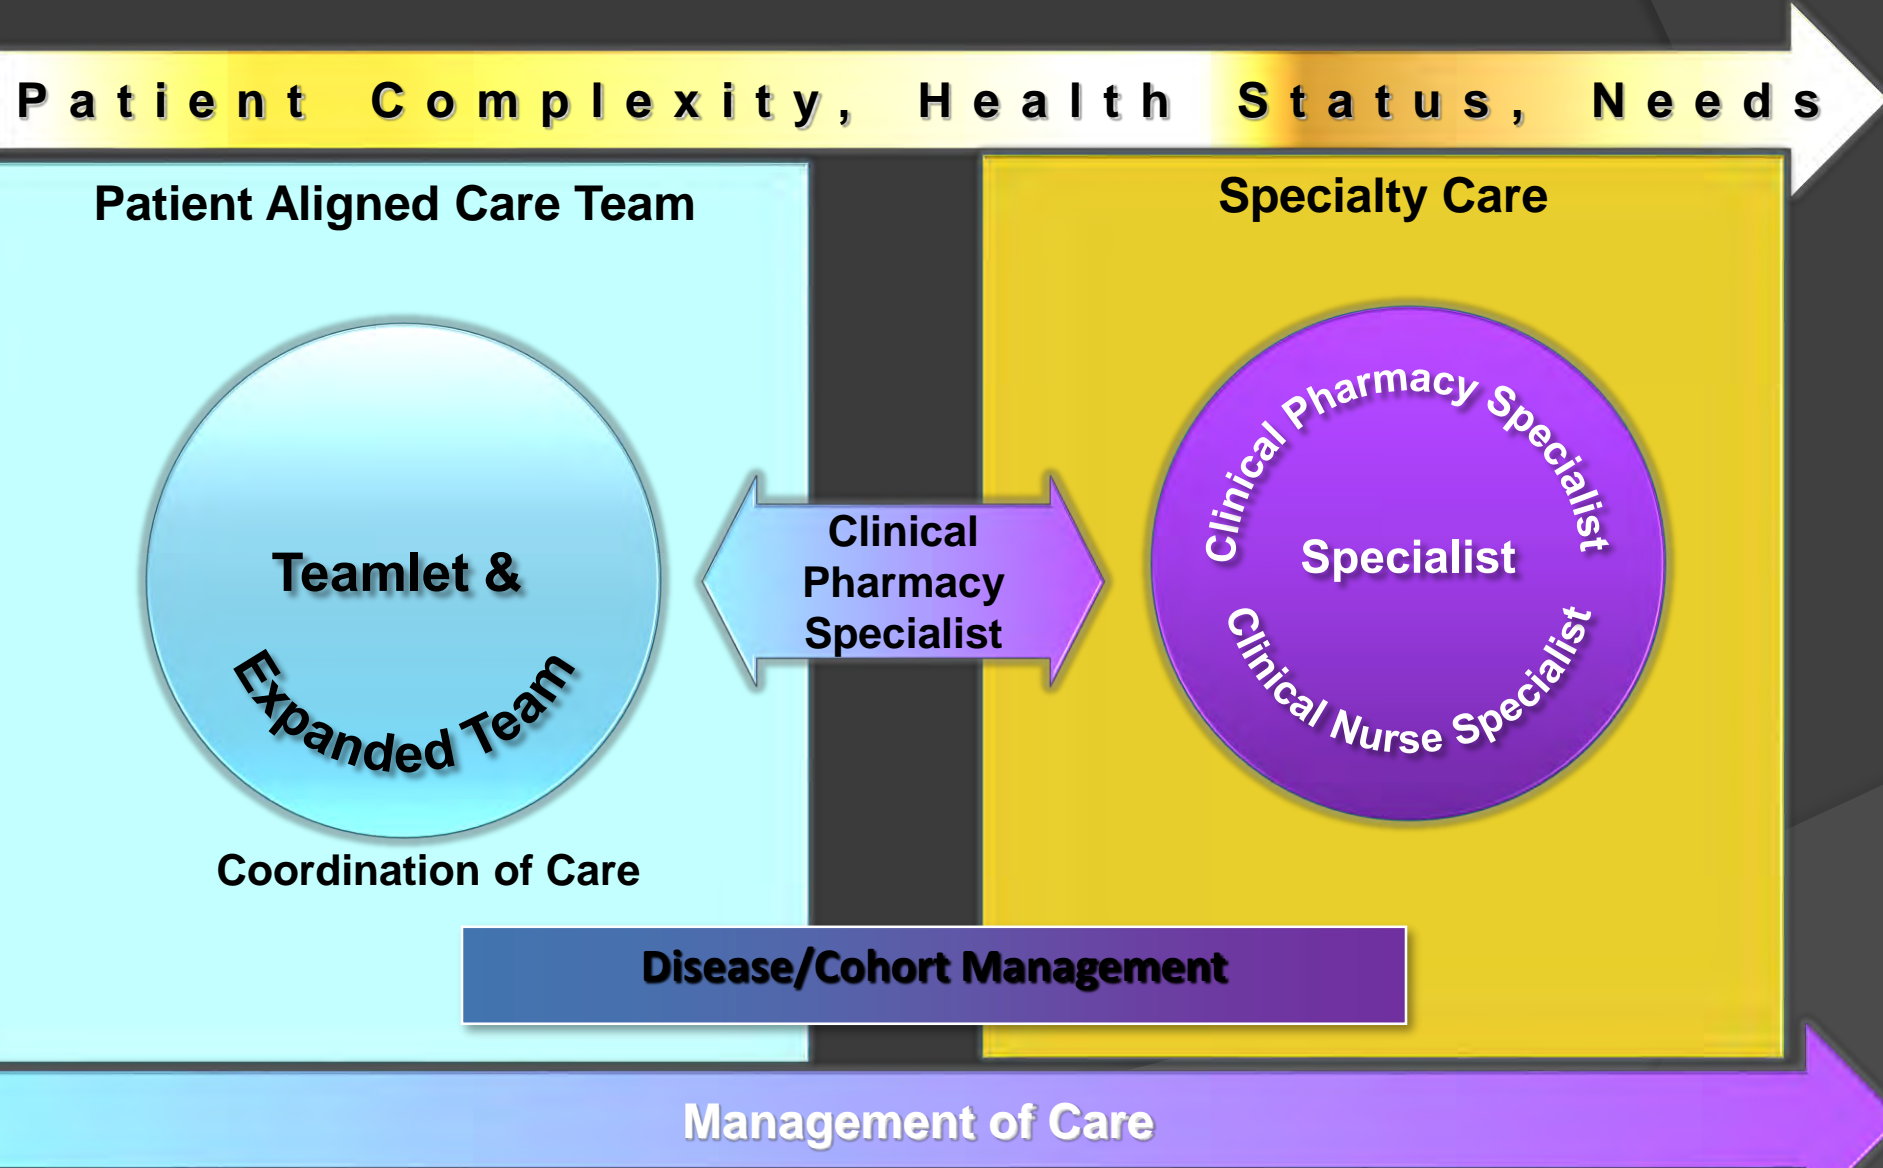 Patient Complexity, Health Status, Needs
Patient Aligned Care Team
Specialty Care
Teamlet &
Expanded Team
Coordination of Care
Clinical
Pharmacy
Specialist
Clinical Pharmacy Specialist
Specialist
Clinical Nurse Specialist
Disease/Cohort Management
Management of Care